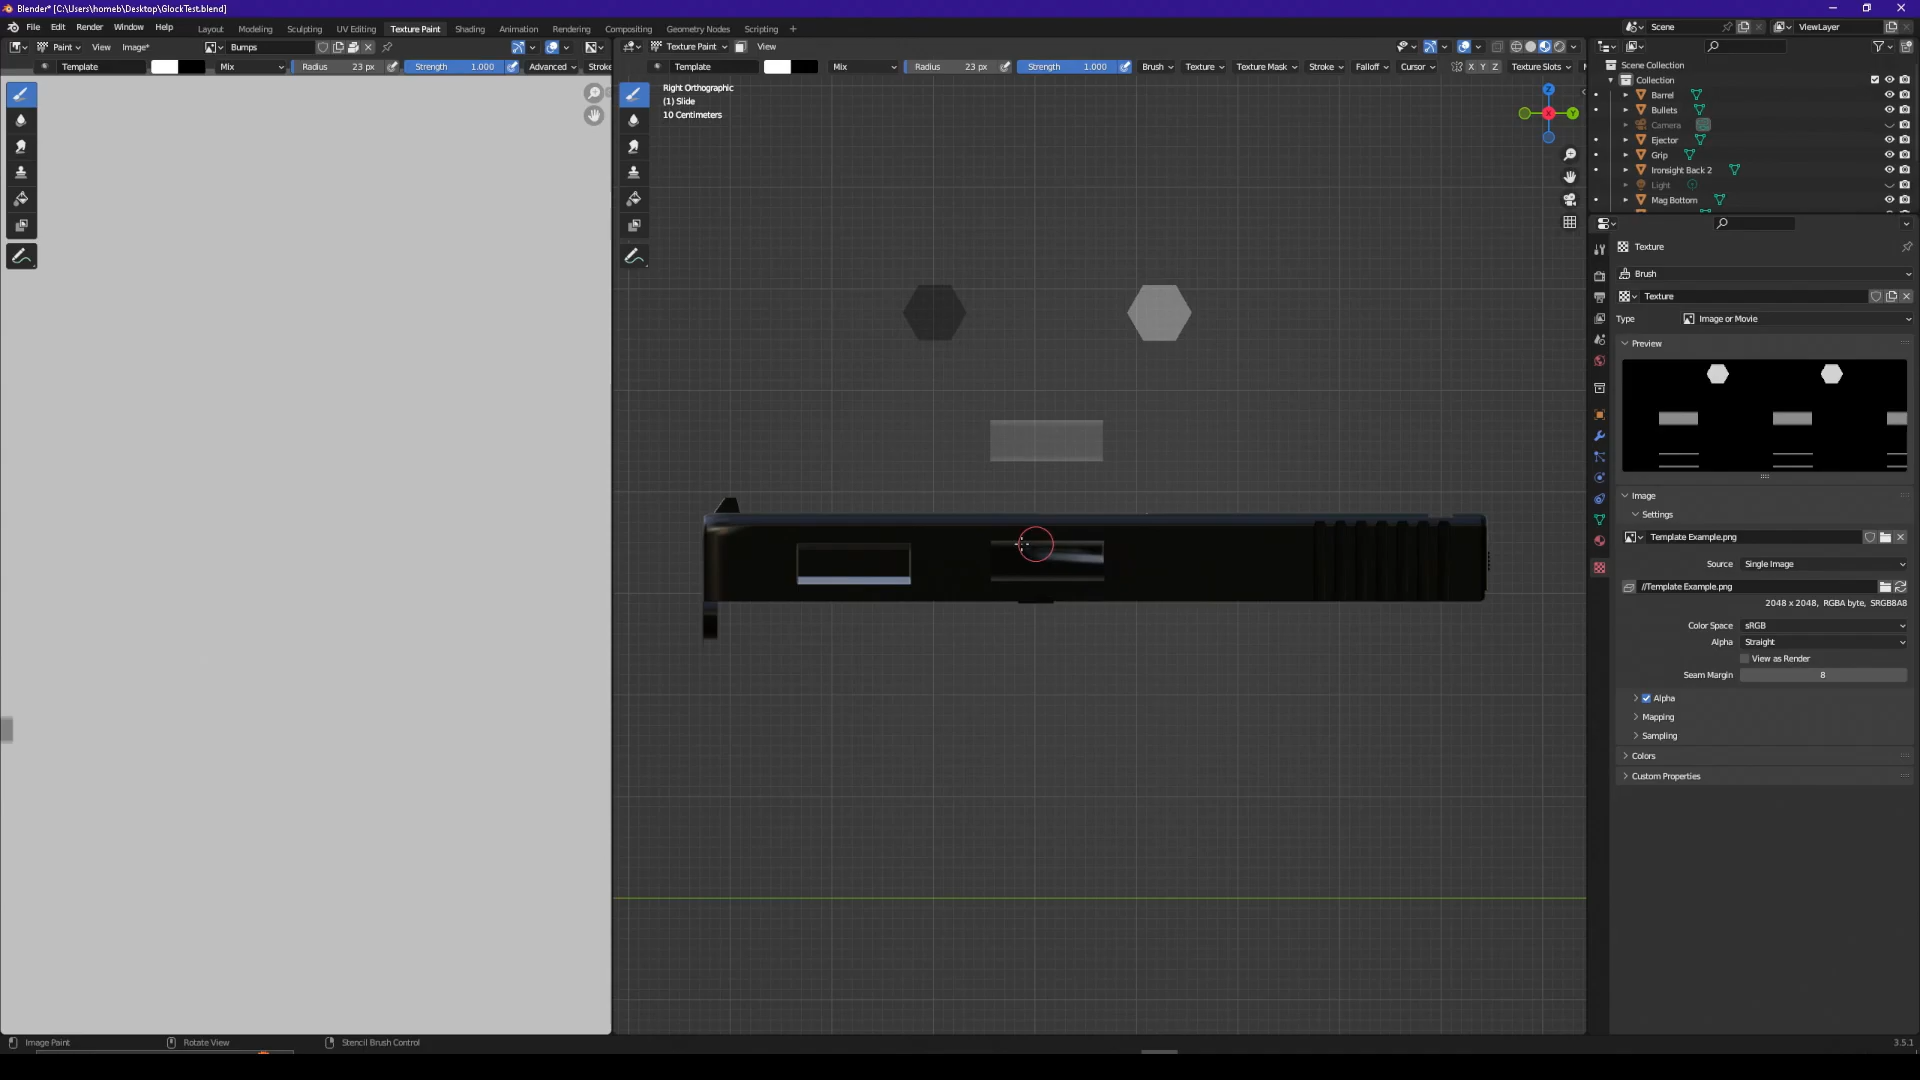 Blender* [C:\Users\homeb\Desktop\GlockTest.blend]
File Edit Render Window Help Layout Modeling Sculpting UV Editing Texture Paint Shading Animation Rendering Compositing Geometry Nodes Scripting + Scene ViewLayer
Paint View Image* Bumps Texture Paint View
Template Mix Radius 23 px Strength 1.000 Advanced Stroke Template Mix Radius 23 px Strength 1.000 Brush Texture Texture Mask Stroke Falloff Cursor X Y Z Texture Slots
Right Orthographic
(1) Slide
10 Centimeters
Z
X
Y
Scene Collection
Collection
Barrel
Bullets
Camera
Ejector
Grip
Ironsight Back 2
Light
Mag Bottom
Texture
Brush
Texture
Type Image or Movie
Preview
Image
Settings
Template Example.png
Source Single Image
//Template Example.png
2048 x 2048, RGBA byte, SRGB8A8
Color Space sRGB
Alpha Straight
View as Render
Seam Margin 8
Alpha
Mapping
Sampling
Colors
Custom Properties
Image Paint Rotate View Stencil Brush Control 3.5.1